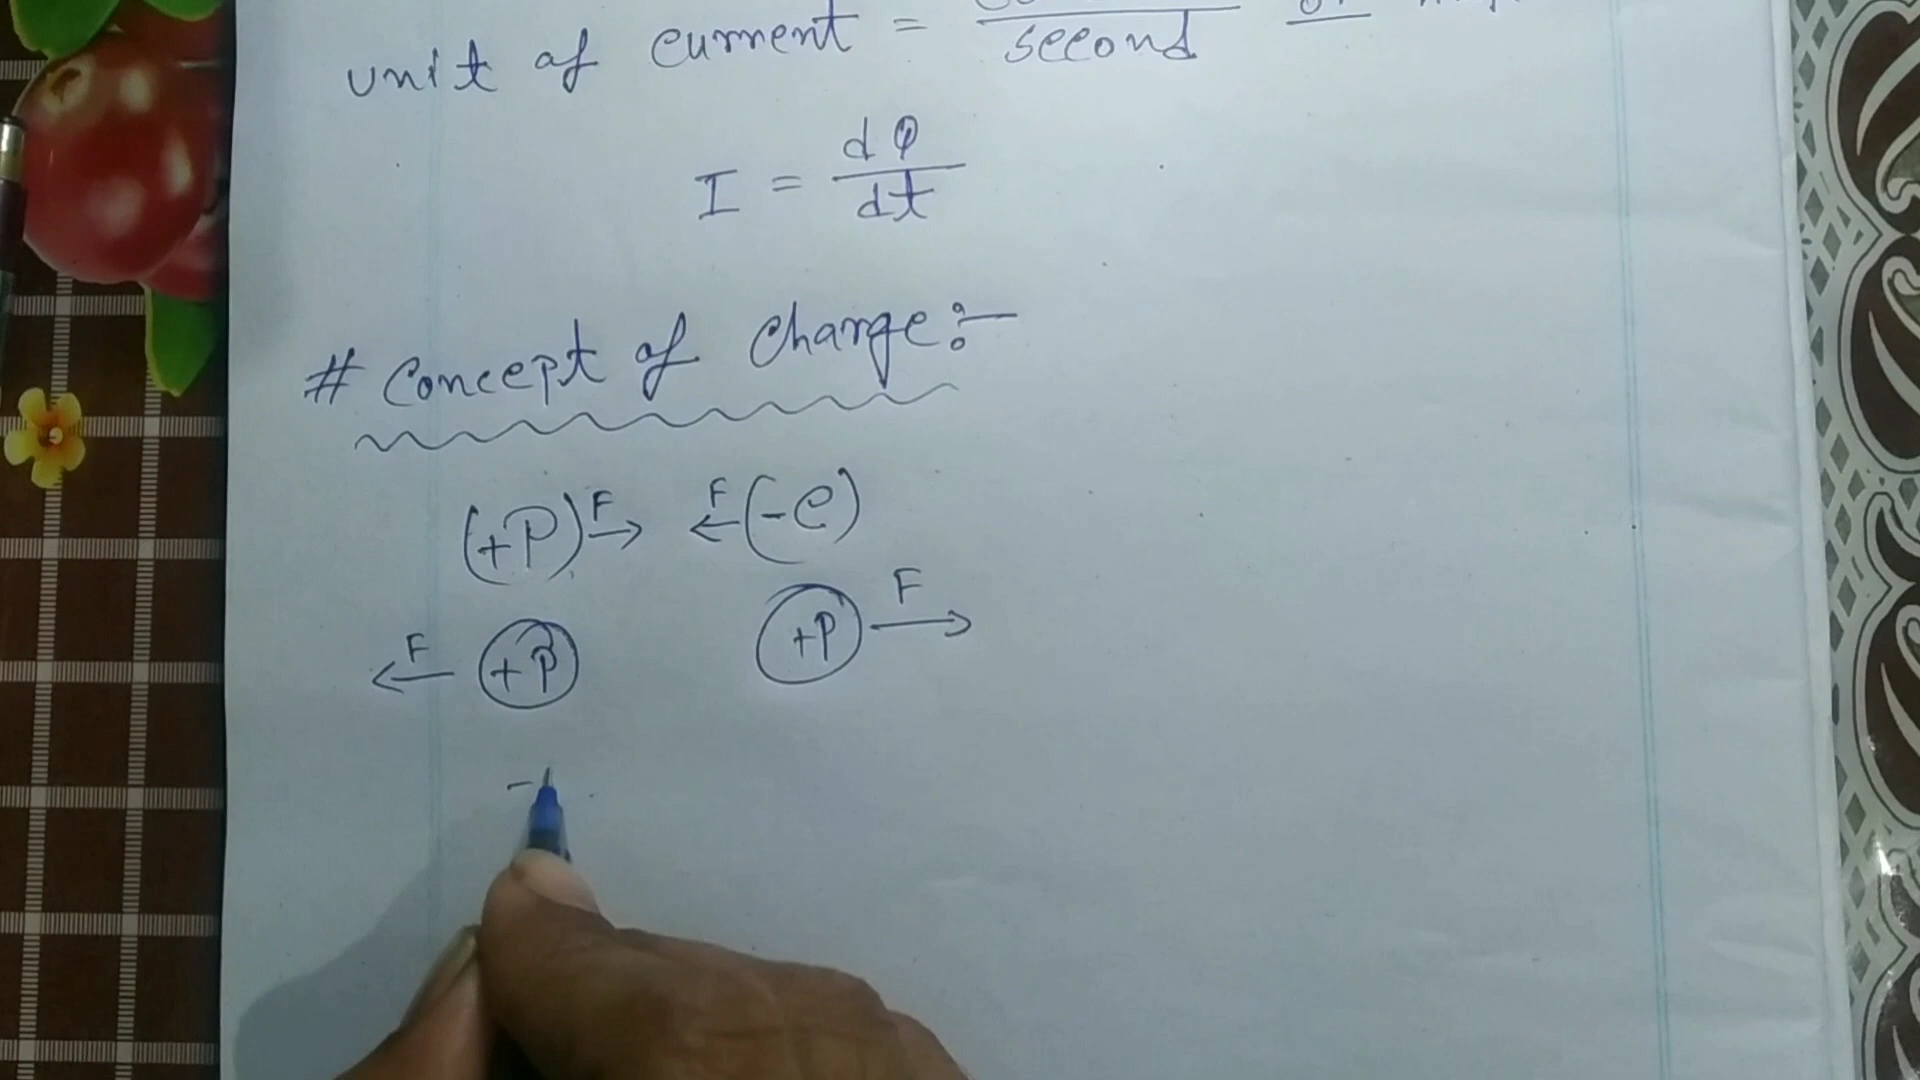 unit of current = second
I = dQ/dt
# Concept of Charge:-
(+P) F → ← F (-e)
← F (+P) (+P) F →
-